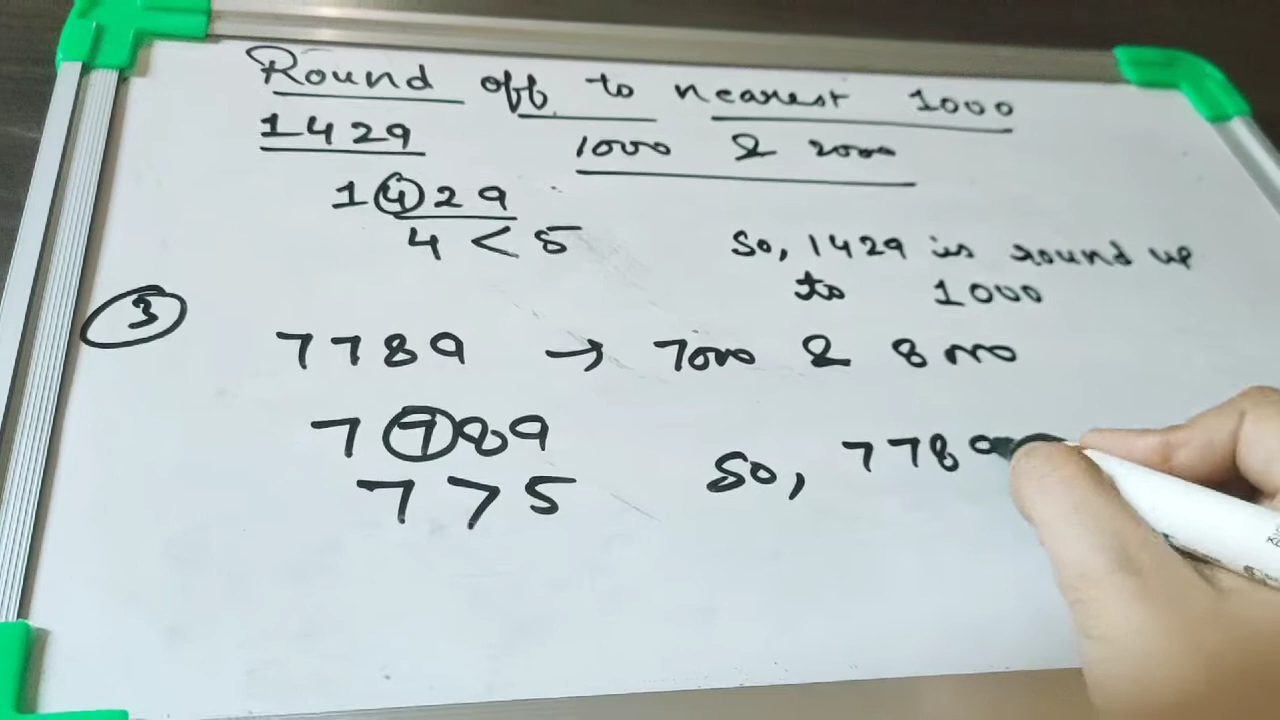 Round off to nearest 1000
1429 1000 & 2000
1429
4 < 5
So, 1429 is round up
to 1000
3
7789 → 7000 & 8000
7789
7 > 5
So, 7789